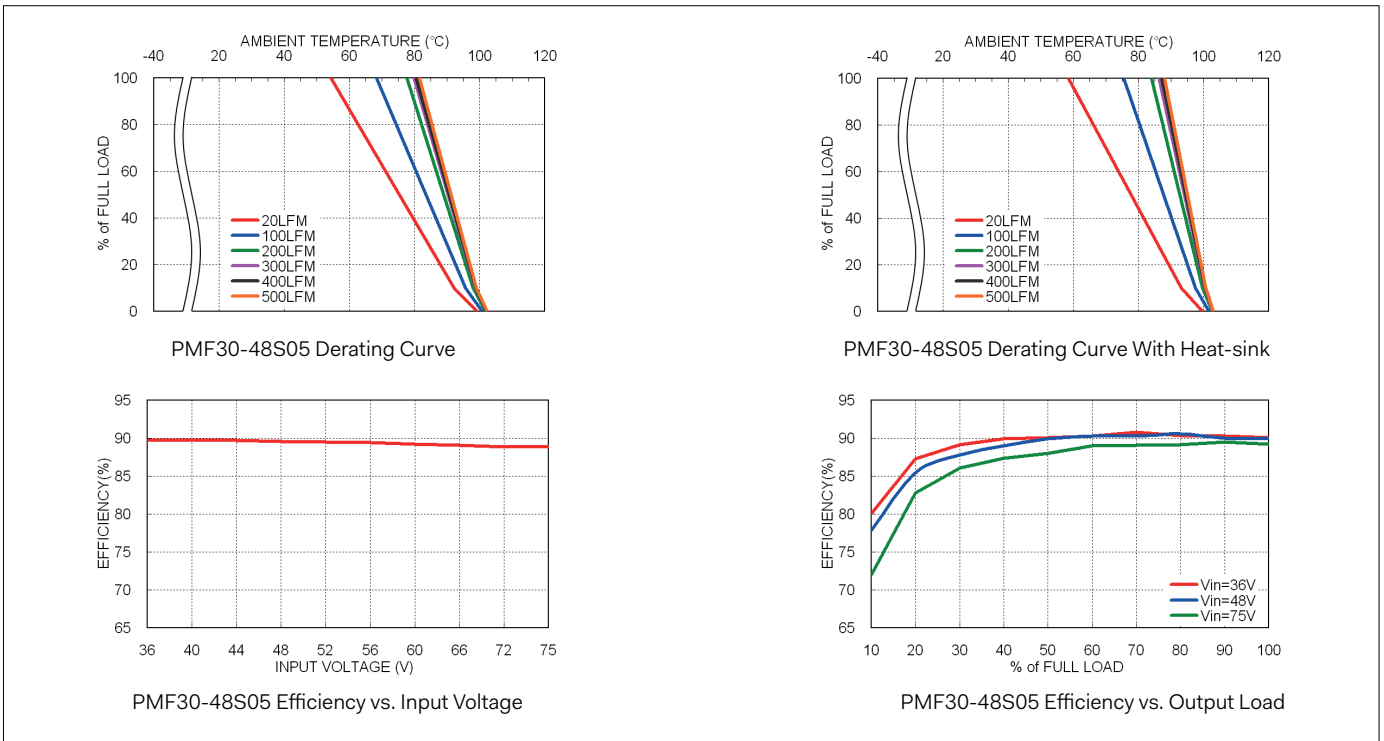 AMBIENT TEMPERATURE (°C)
-40 20 40 60 80 100 120
100
80
60
40
20
0
% of FULL LOAD
20LFM
100LFM
200LFM
300LFM
400LFM
500LFM
PMF30-48S05 Derating Curve
AMBIENT TEMPERATURE (°C)
-40 20 40 60 80 100 120
100
80
60
40
20
0
% of FULL LOAD
20LFM
100LFM
200LFM
300LFM
400LFM
500LFM
PMF30-48S05 Derating Curve With Heat-sink
95
90
85
80
75
70
65
EFFICIENCY(%)
36 40 44 48 52 56 60 66 72 75
INPUT VOLTAGE (V)
PMF30-48S05 Efficiency vs. Input Voltage
95
90
85
80
75
70
65
EFFICIENCY(%)
Vin=36V
Vin=48V
Vin=75V
10 20 30 40 50 60 70 80 90 100
% of FULL LOAD
PMF30-48S05 Efficiency vs. Output Load